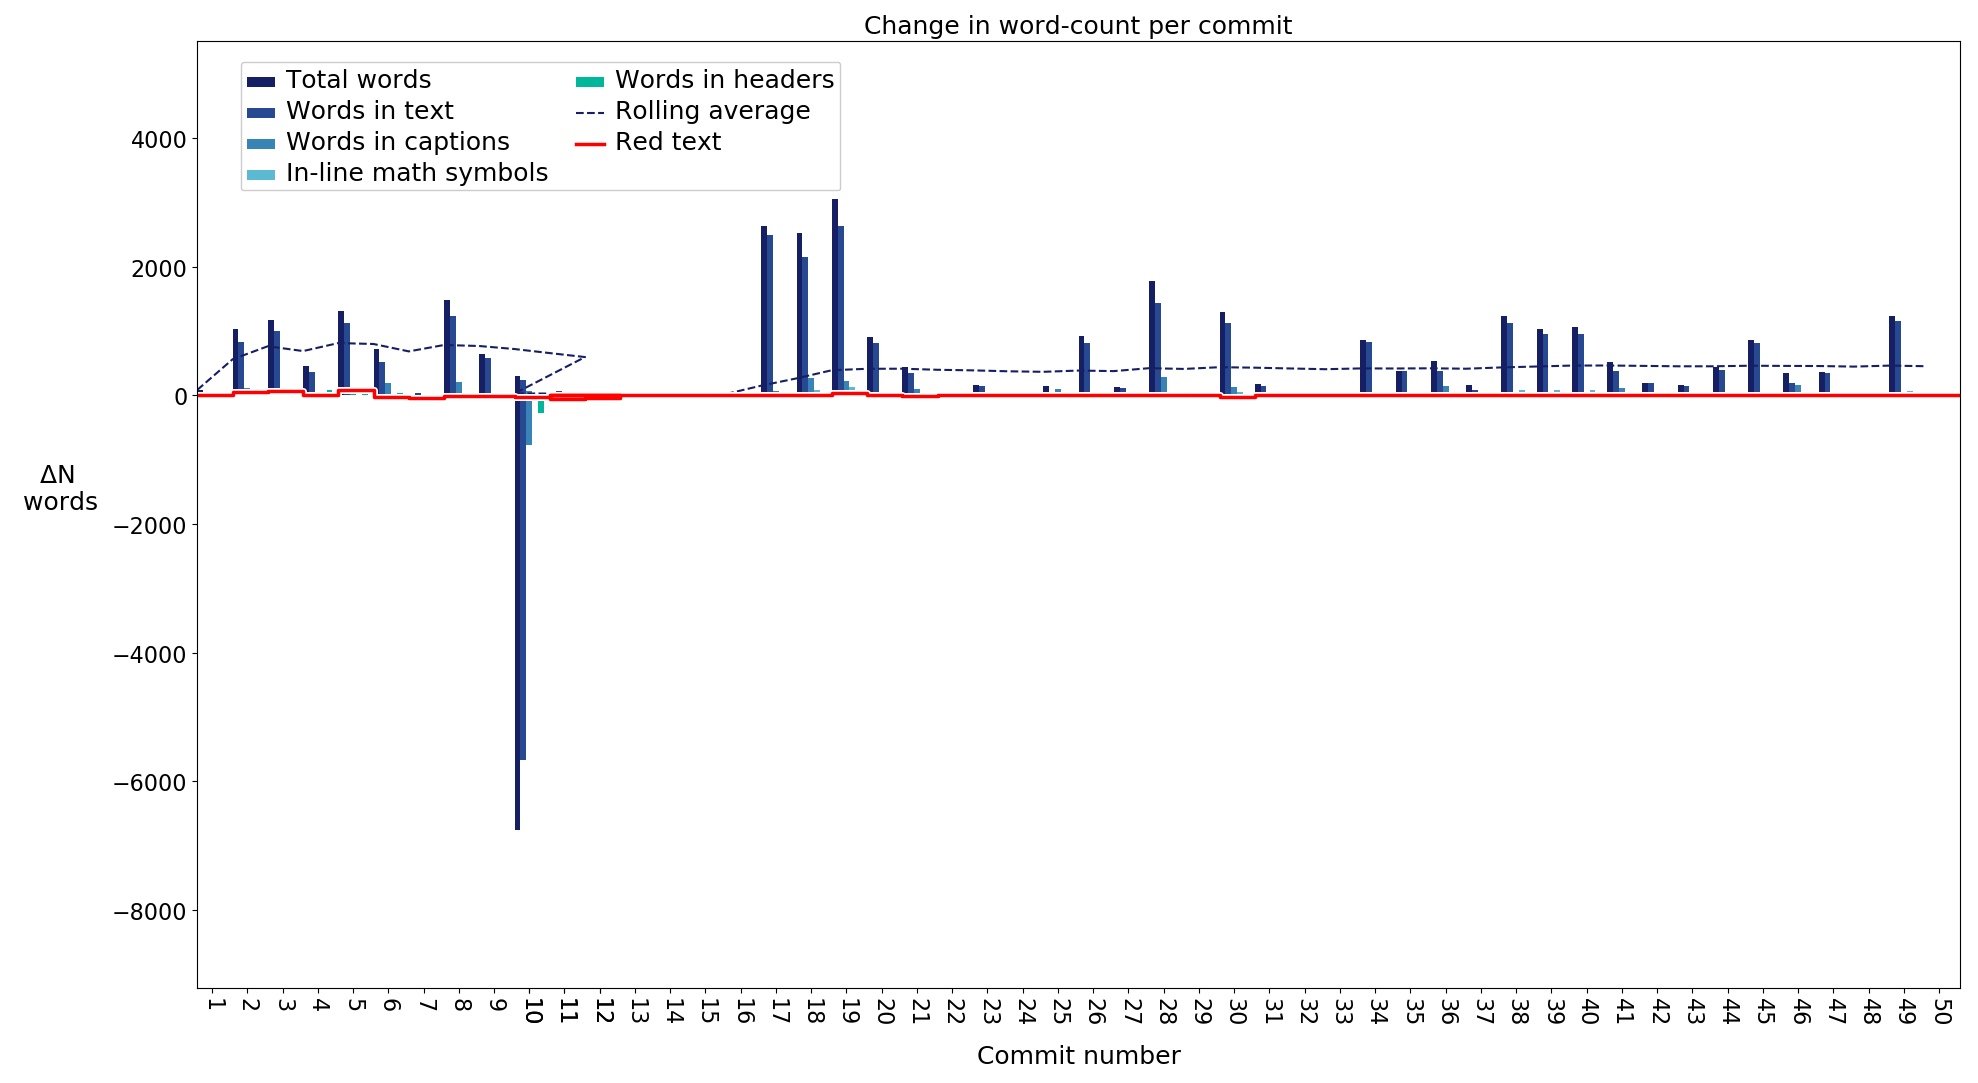 Change in word-count per commit
Total words
Words in text
Words in captions
In-line math symbols
Words in headers
Rolling average
Red text
4000
2000
0
−2000
−4000
−6000
−8000
ΔN
words
1 2 3 4 5 6 7 8 9 10 11 12 13 14 15 16 17 18 19 20 21 22 23 24 25 26 27 28 29 30 31 32 33 34 35 36 37 38 39 40 41 42 43 44 45 46 47 48 49 50
Commit number